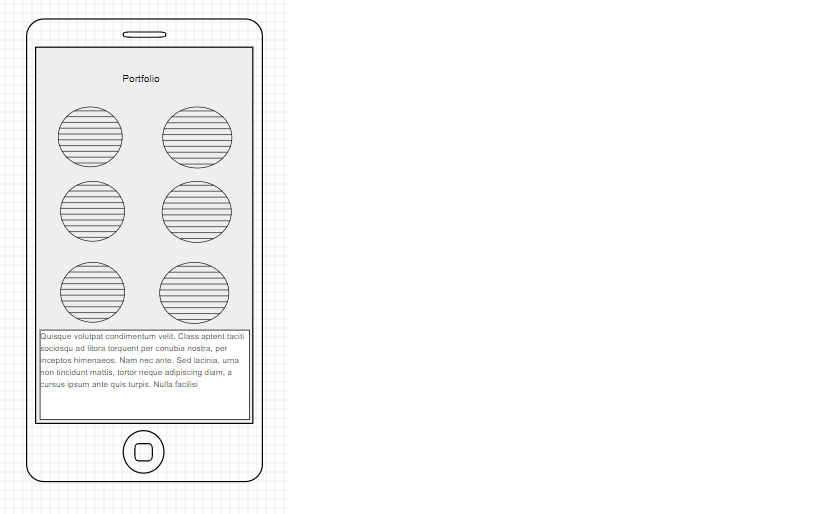 Portfolio
Quisque volutpat condimentum velit. Class aptent taciti
sociosqu ad litora torquent per conubia nostra, per
inceptos himenaeos. Nam nec ante. Sed lacinia, urna
non tincidunt mattis, tortor neque adipiscing diam, a
cursus ipsum ante quis turpis. Nulla facilisi